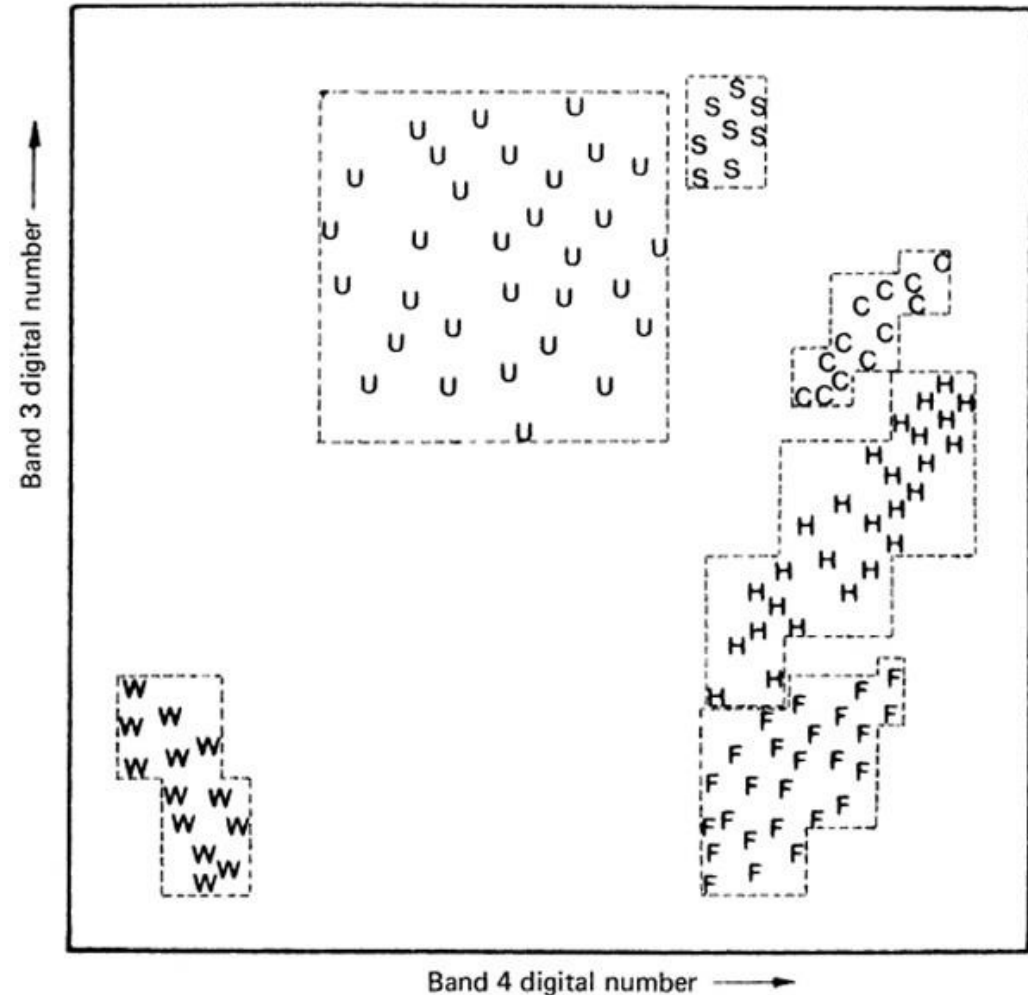 Band 3 digital number
S
U S S
U
U S S
S
U U U
U S
U U S
U
U U
U
U U U
U C
U U C C
U U U C C
U U C
U U C
C C
U C
U U U H
C C H H
H H
U H H
H H
H
H
H H
H H
H
H
H H
H H
H
H H
H
H F
W F
H F
W F F F
W F F
W F
W F F F
W F
F F F
W W F
W W F F F F
F
W F F
W F
W F
Band 4 digital number